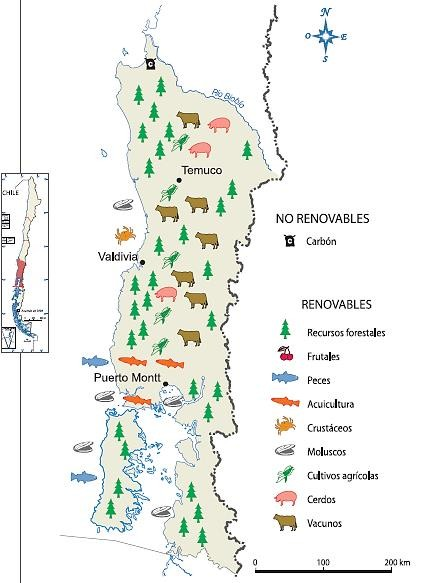 N
O E
S
Río Biobío
CHILE
Temuco
Valdivia
Puerto Montt
NO RENOVABLES
Carbón
RENOVABLES
Recursos forestales
Frutales
Peces
Acuicultura
Crustáceos
Moluscos
Cultivos agrícolas
Cerdos
Vacunos
0 100 200 km